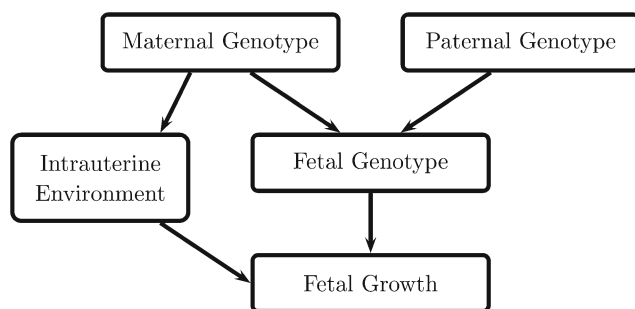 Maternal Genotype
Paternal Genotype
Intrauterine
Environment
Fetal Genotype
Fetal Growth